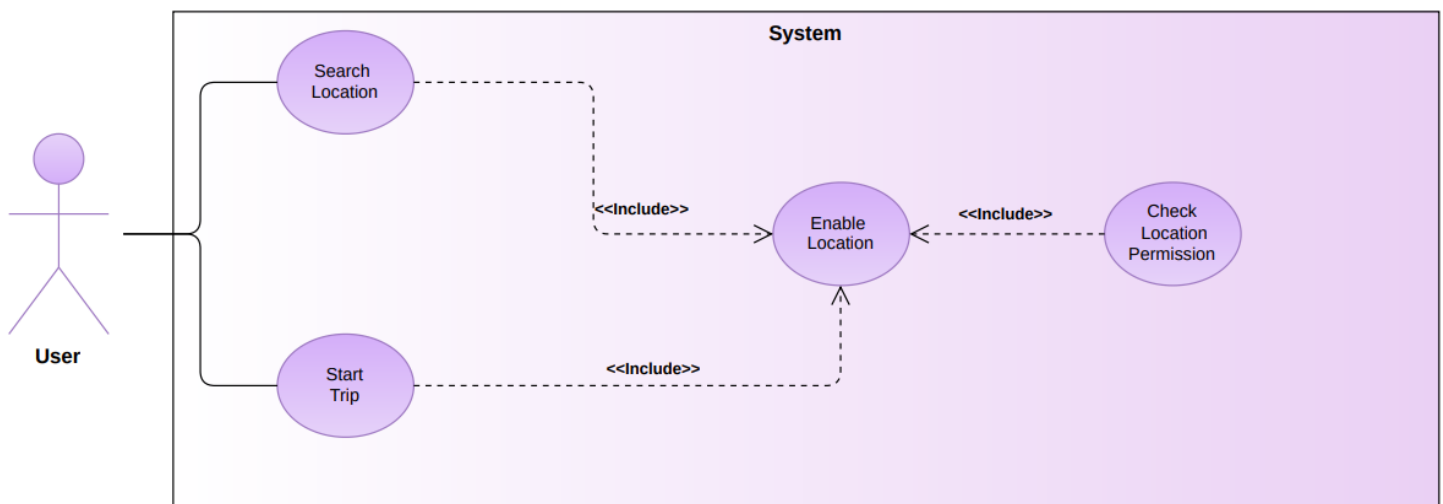 System
Search
Location
<<Include>>
Enable
Location
<<Include>>
Check
Location
Permission
User
Start
Trip
<<Include>>